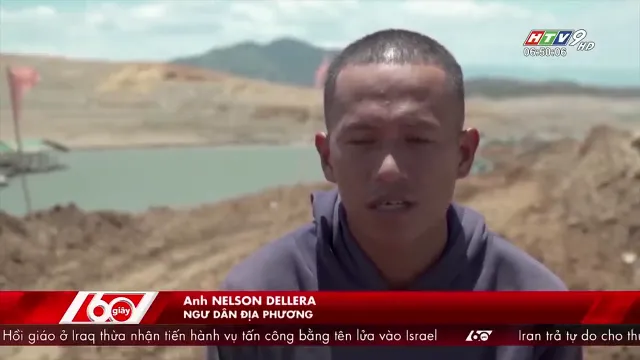 HTV9 HD
06:50:06
Anh NELSON DELLERA
NGƯ DÂN ĐỊA PHƯƠNG
60 giây
Hồi giáo ở Iraq thừa nhận tiến hành vụ tấn công bằng tên lửa vào Israel 60 Iran trả tự do cho th